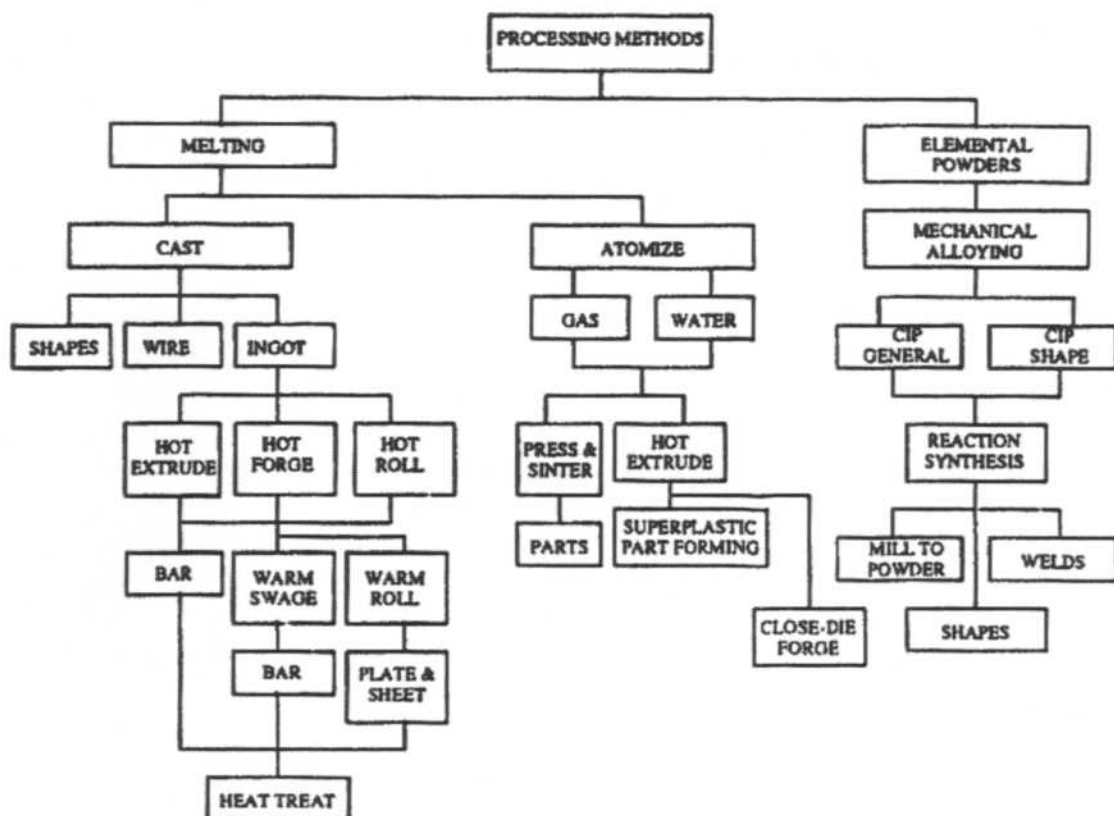 PROCESSING METHODS
MELTING
ELEMENTAL
POWDERS
CAST
ATOMIZE
MECHANICAL
ALLOYING
SHAPES
WIRE
INGOT
GAS
WATER
CIP
GENERAL
CIP
SHAPE
HOT
EXTRUDE
HOT
FORGE
HOT
ROLL
PRESS &
SINTER
HOT
EXTRUDE
REACTION
SYNTHESIS
BAR
WARM
SWAGE
WARM
ROLL
PARTS
SUPERPLASTIC
PART FORMING
MILL TO
POWDER
WELDS
BAR
PLATE &
SHEET
CLOSE-DIE
FORGE
SHAPES
HEAT TREAT